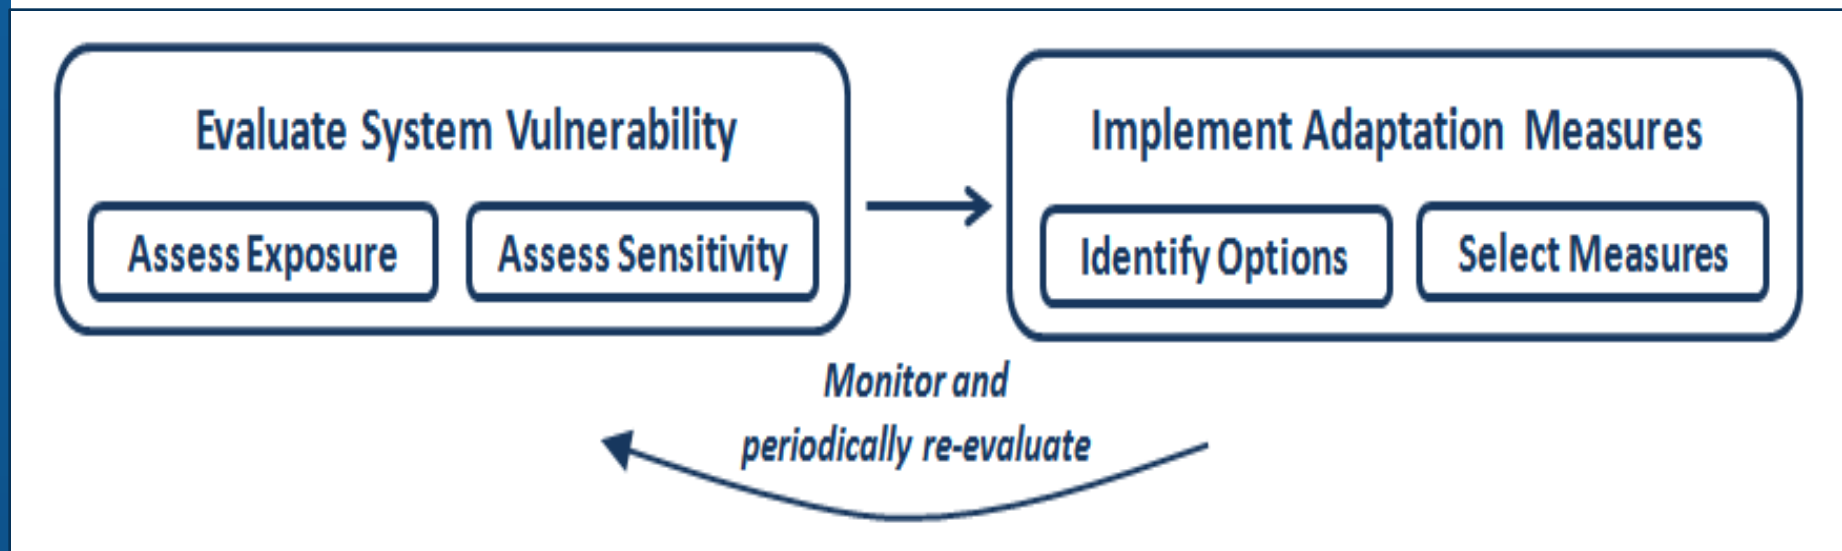 Evaluate System Vulnerability
Assess Exposure
Assess Sensitivity
Implement Adaptation Measures
Identify Options
Select Measures
Monitor and
periodically re-evaluate